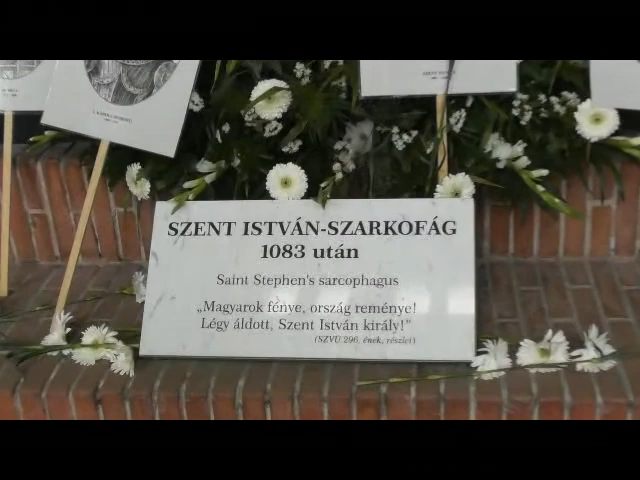 SZENT ISTVÁN-SZARKOFÁG
1083 után
Saint Stephen's sarcophagus
„Magyarok fénye, ország reménye!
Légy áldott, Szent István király!”
(SZVU 296. ének, részlet)